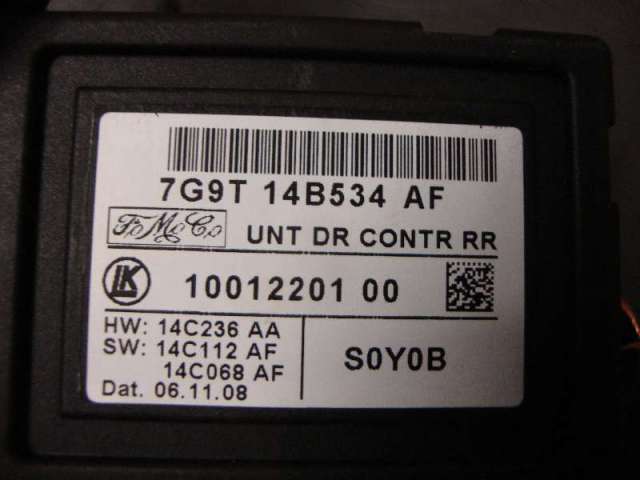 7G9T 14B534 AF
FoMoCo UNT DR CONTR RR
LK 10012201 00
HW: 14C236 AA
SW: 14C112 AF
14C068 AF
Dat. 06.11.08
S0Y0B